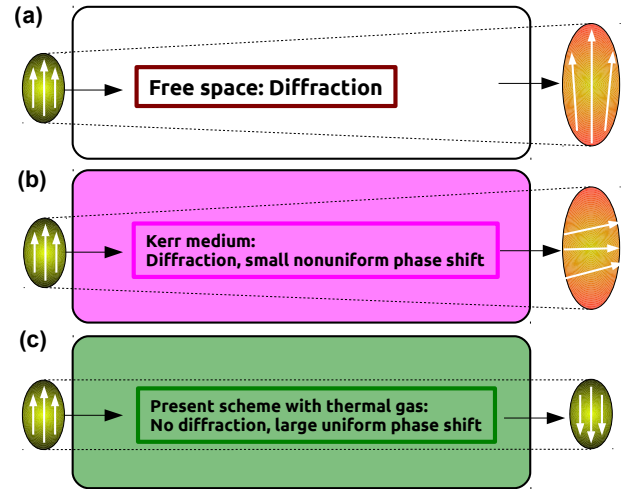 (a)
Free space: Diffraction
(b)
Kerr medium:
Diffraction, small nonuniform phase shift
(c)
Present scheme with thermal gas:
No diffraction, large uniform phase shift